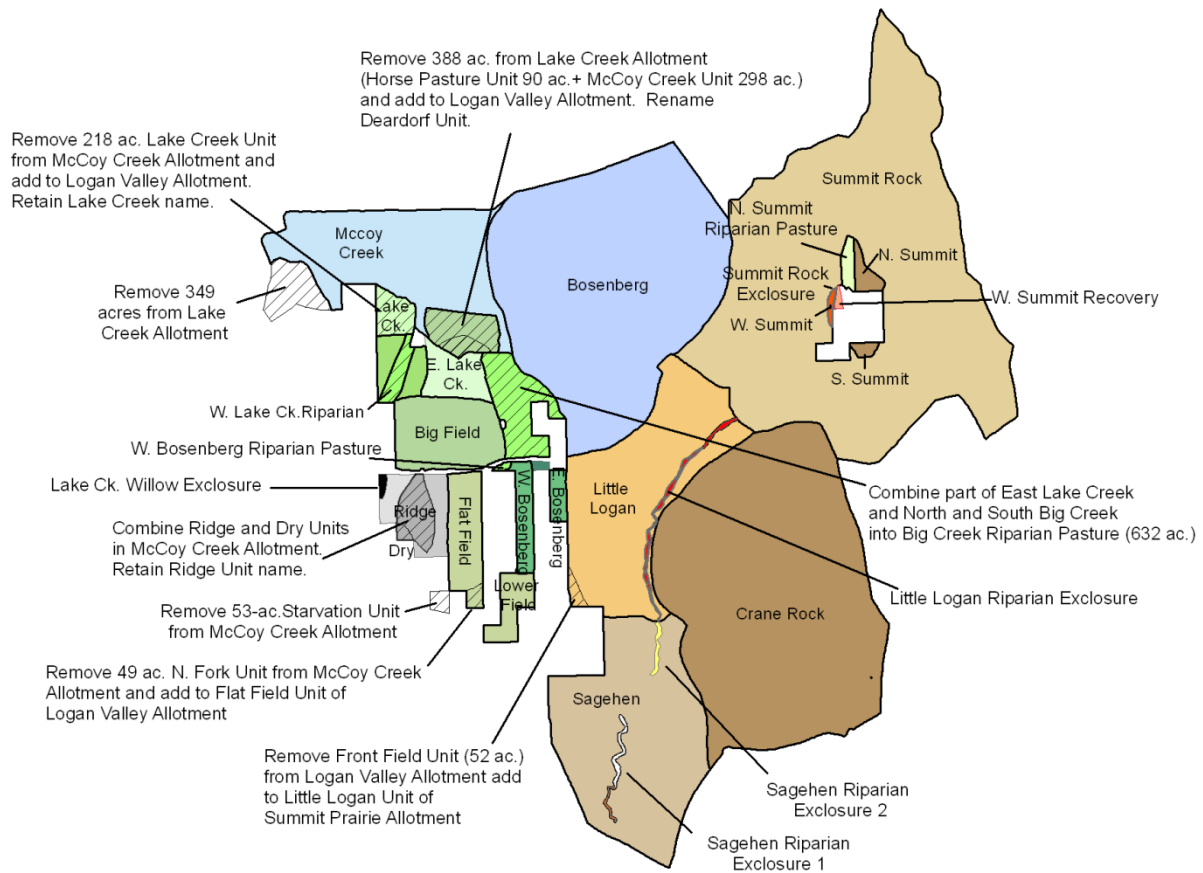 Remove 388 ac. from Lake Creek Allotment
(Horse Pasture Unit 90 ac.+ McCoy Creek Unit 298 ac.)
and add to Logan Valley Allotment. Rename
Deardorf Unit.
Remove 218 ac. Lake Creek Unit
from McCoy Creek Allotment and
add to Logan Valley Allotment.
Retain Lake Creek name.
Summit Rock
N. Summit
Riparian Pasture
Mccoy
Creek
N. Summit
Summit Rock
Exclosure
Bosenberg
Remove 349
acres from Lake
Creek Allotment
W. Summit Recovery
Lake
Ck.
W. Summit
E. Lake
Ck.
S. Summit
W. Lake Ck.Riparian
Big Field
W. Bosenberg Riparian Pasture
Lake Ck. Willow Exclosure
Little
Logan
Combine part of East Lake Creek
and North and South Big Creek
into Big Creek Riparian Pasture (632 ac.)
Ridge
Flat Field
W. Bosenberg
E. Bosenberg
Combine Ridge and Dry Units
in McCoy Creek Allotment.
Retain Ridge Unit name.
Dry
Lower
Field
Little Logan Riparian Exclosure
Crane Rock
Remove 53-ac.Starvation Unit
from McCoy Creek Allotment
Remove 49 ac. N. Fork Unit from McCoy Creek
Allotment and add to Flat Field Unit of
Logan Valley Allotment
Sagehen
Remove Front Field Unit (52 ac.)
from Logan Valley Allotment add
to Little Logan Unit of
Summit Prairie Allotment
Sagehen Riparian
Exclosure 2
Sagehen Riparian
Exclosure 1